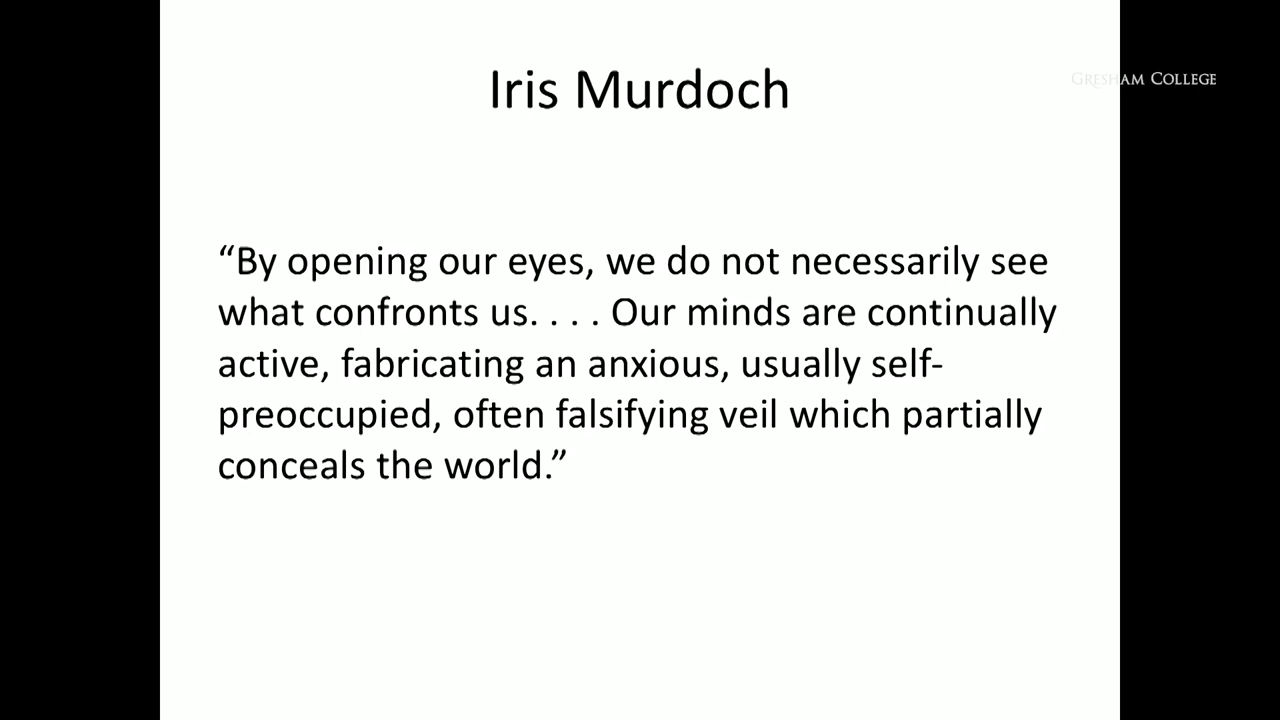 Iris Murdoch
GRESHAM COLLEGE
“By opening our eyes, we do not necessarily see
what confronts us. . . . Our minds are continually
active, fabricating an anxious, usually self-
preoccupied, often falsifying veil which partially
conceals the world.”